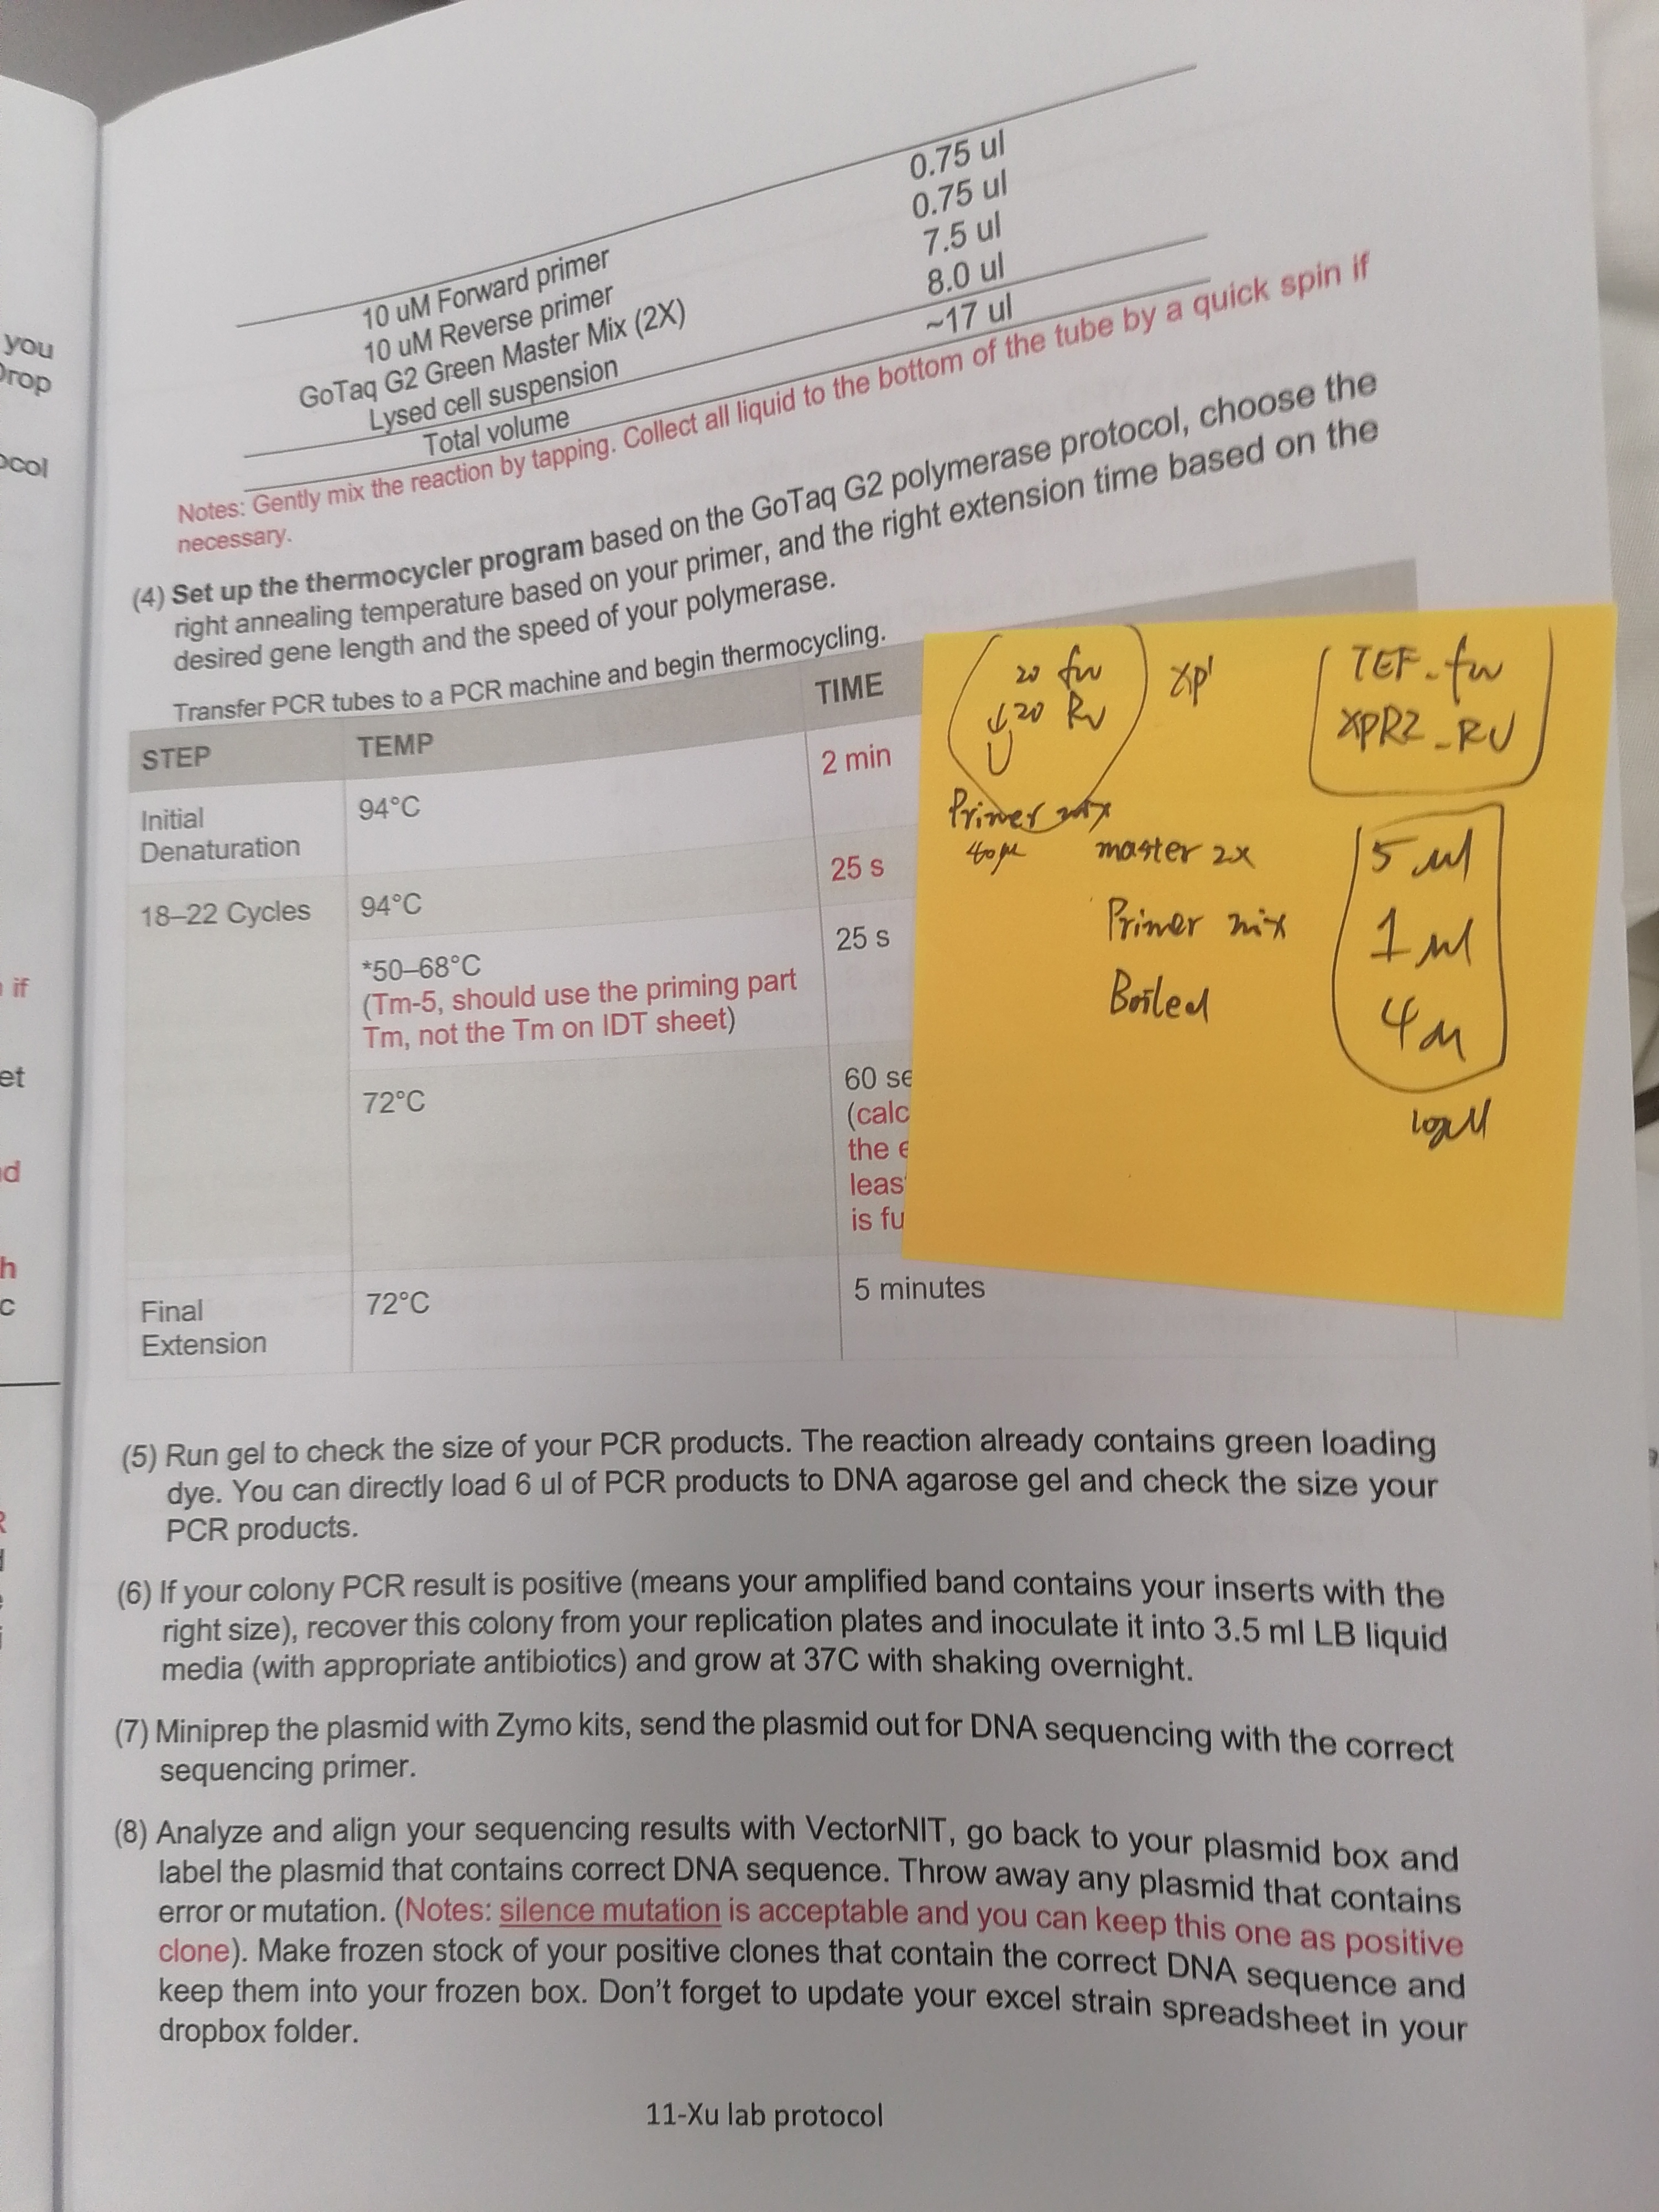 10 uM Forward primer 0.75 ul
10 uM Reverse primer 0.75 ul
GoTaq G2 Green Master Mix (2X) 7.5 ul
Lysed cell suspension 8.0 ul
Total volume ~17 ul
Notes: Gently mix the reaction by tapping. Collect all liquid to the bottom of the tube by a quick spin if
necessary.
(4) Set up the thermocycler program based on the GoTaq G2 polymerase protocol, choose the
right annealing temperature based on your primer, and the right extension time based on the
desired gene length and the speed of your polymerase.
Transfer PCR tubes to a PCR machine and begin thermocycling.
STEP TEMP TIME
Initial
Denaturation
94°C 2 min
18–22 Cycles 94°C 25 s
*50–68°C 25 s
(Tm-5, should use the priming part
Tm, not the Tm on IDT sheet)
72°C 60 se
(calc
the e
leas
is fu
Final
Extension
72°C 5 minutes
20 fw
20 Rv
Primer mix
TEF_fw
XPR2_RV
master 2x 5 ul
Primer mix 1 ul
Boiled 4 ul
10 ul
(5) Run gel to check the size of your PCR products. The reaction already contains green loading
dye. You can directly load 6 ul of PCR products to DNA agarose gel and check the size your
PCR products.
(6) If your colony PCR result is positive (means your amplified band contains your inserts with the
right size), recover this colony from your replication plates and inoculate it into 3.5 ml LB liquid
media (with appropriate antibiotics) and grow at 37C with shaking overnight.
(7) Miniprep the plasmid with Zymo kits, send the plasmid out for DNA sequencing with the correct
sequencing primer.
(8) Analyze and align your sequencing results with VectorNIT, go back to your plasmid box and
label the plasmid that contains correct DNA sequence. Throw away any plasmid that contains
error or mutation. (Notes: silence mutation is acceptable and you can keep this one as positive
clone). Make frozen stock of your positive clones that contain the correct DNA sequence and
keep them into your frozen box. Don't forget to update your excel strain spreadsheet in your
dropbox folder.
11-Xu lab protocol
you
ocol
if
et